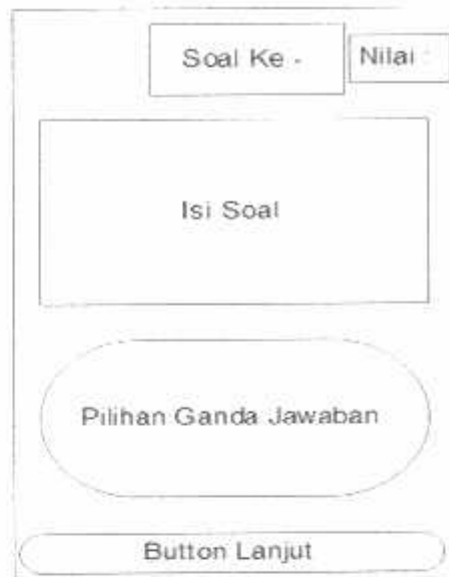 Soal Ke -
Nilai :
Isi Soal
Pilihan Ganda Jawaban
Button Lanjut